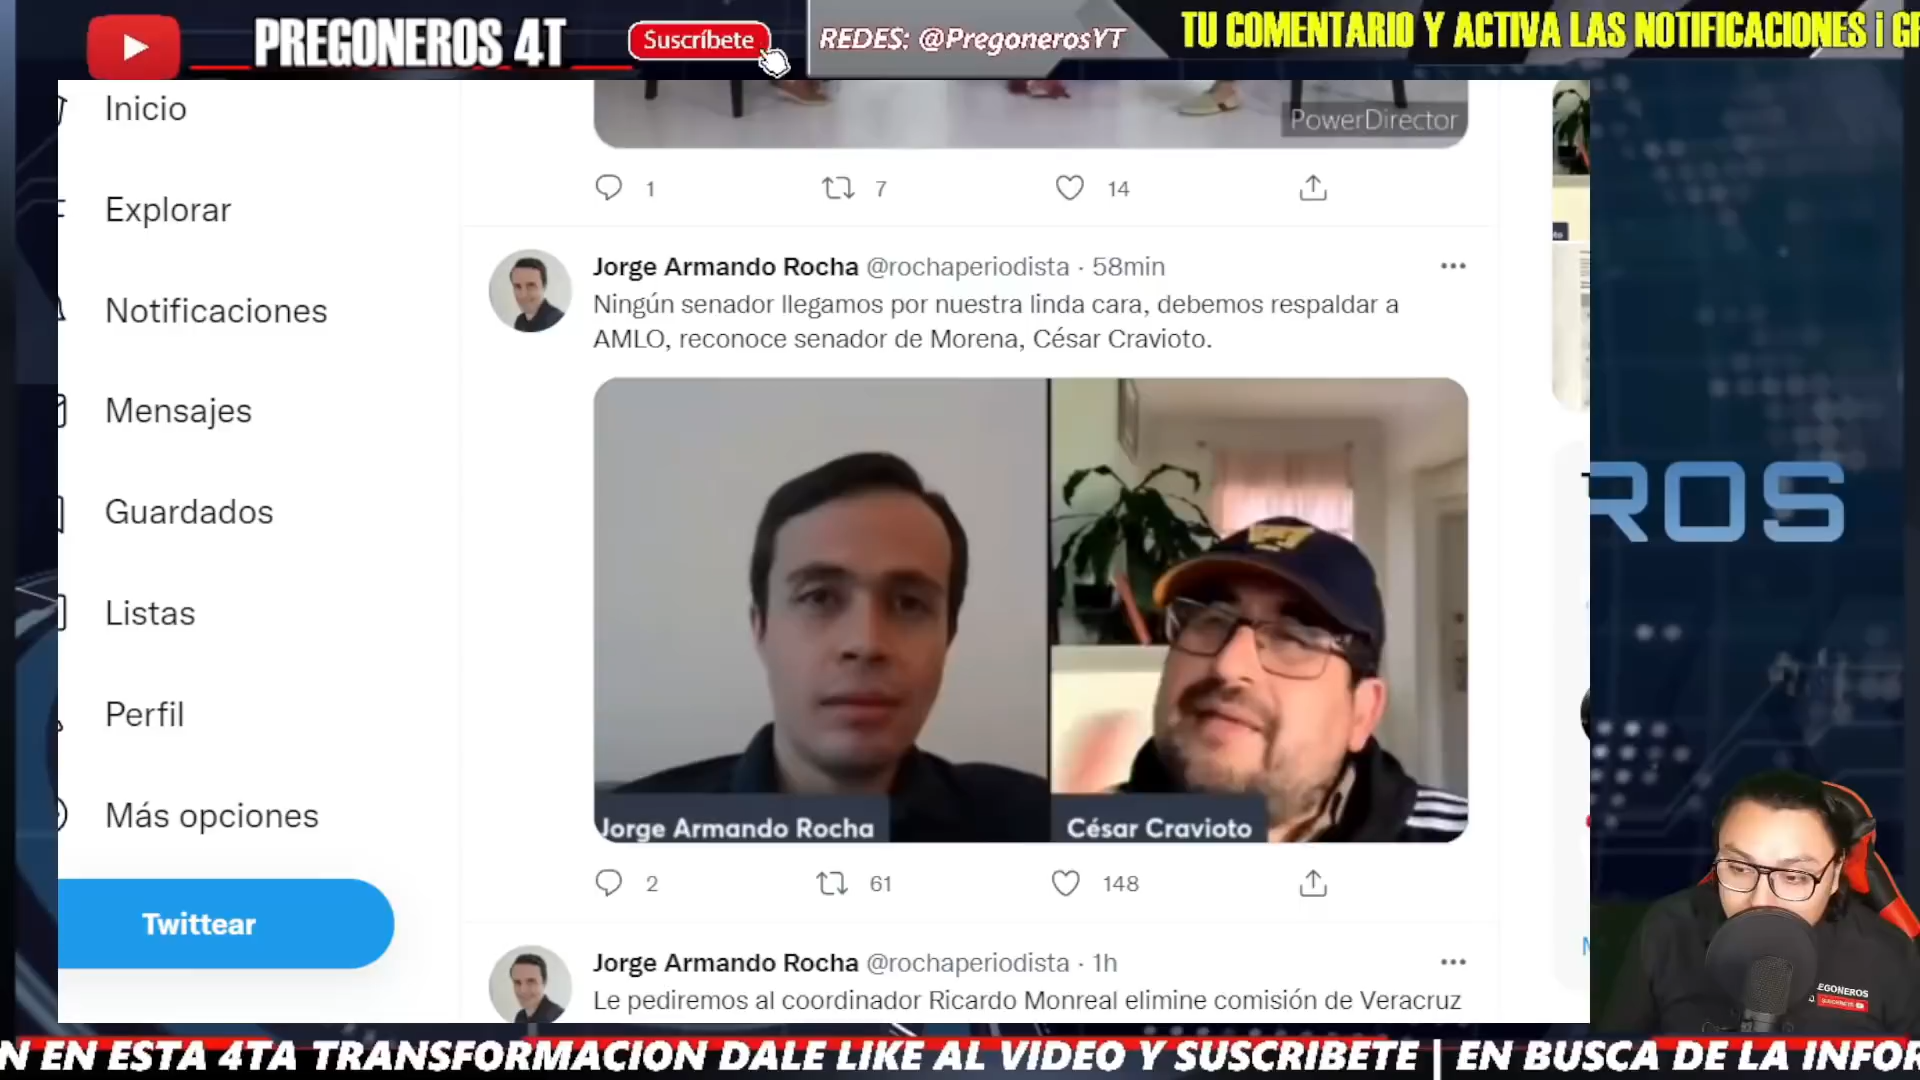 PREGONEROS 4T
Suscríbete
REDES: @PregonerosYT
TU COMENTARIO Y ACTIVA LAS NOTIFICACIONES ¡ GR
Inicio
Explorar
Notificaciones
Mensajes
Guardados
Listas
Perfil
Más opciones
Twittear
PowerDirector
1 7 14
Jorge Armando Rocha @rochaperiodista · 58min
Ningún senador llegamos por nuestra linda cara, debemos respaldar a
AMLO, reconoce senador de Morena, César Cravioto.
Jorge Armando Rocha
César Cravioto
2 61 148
Jorge Armando Rocha @rochaperiodista · 1h
Le pediremos al coordinador Ricardo Monreal elimine comisión de Veracruz
ROS
EGONEROS
N EN ESTA 4TA TRANSFORMACION DALE LIKE AL VIDEO Y SUSCRIBETE | EN BUSCA DE LA INFOR